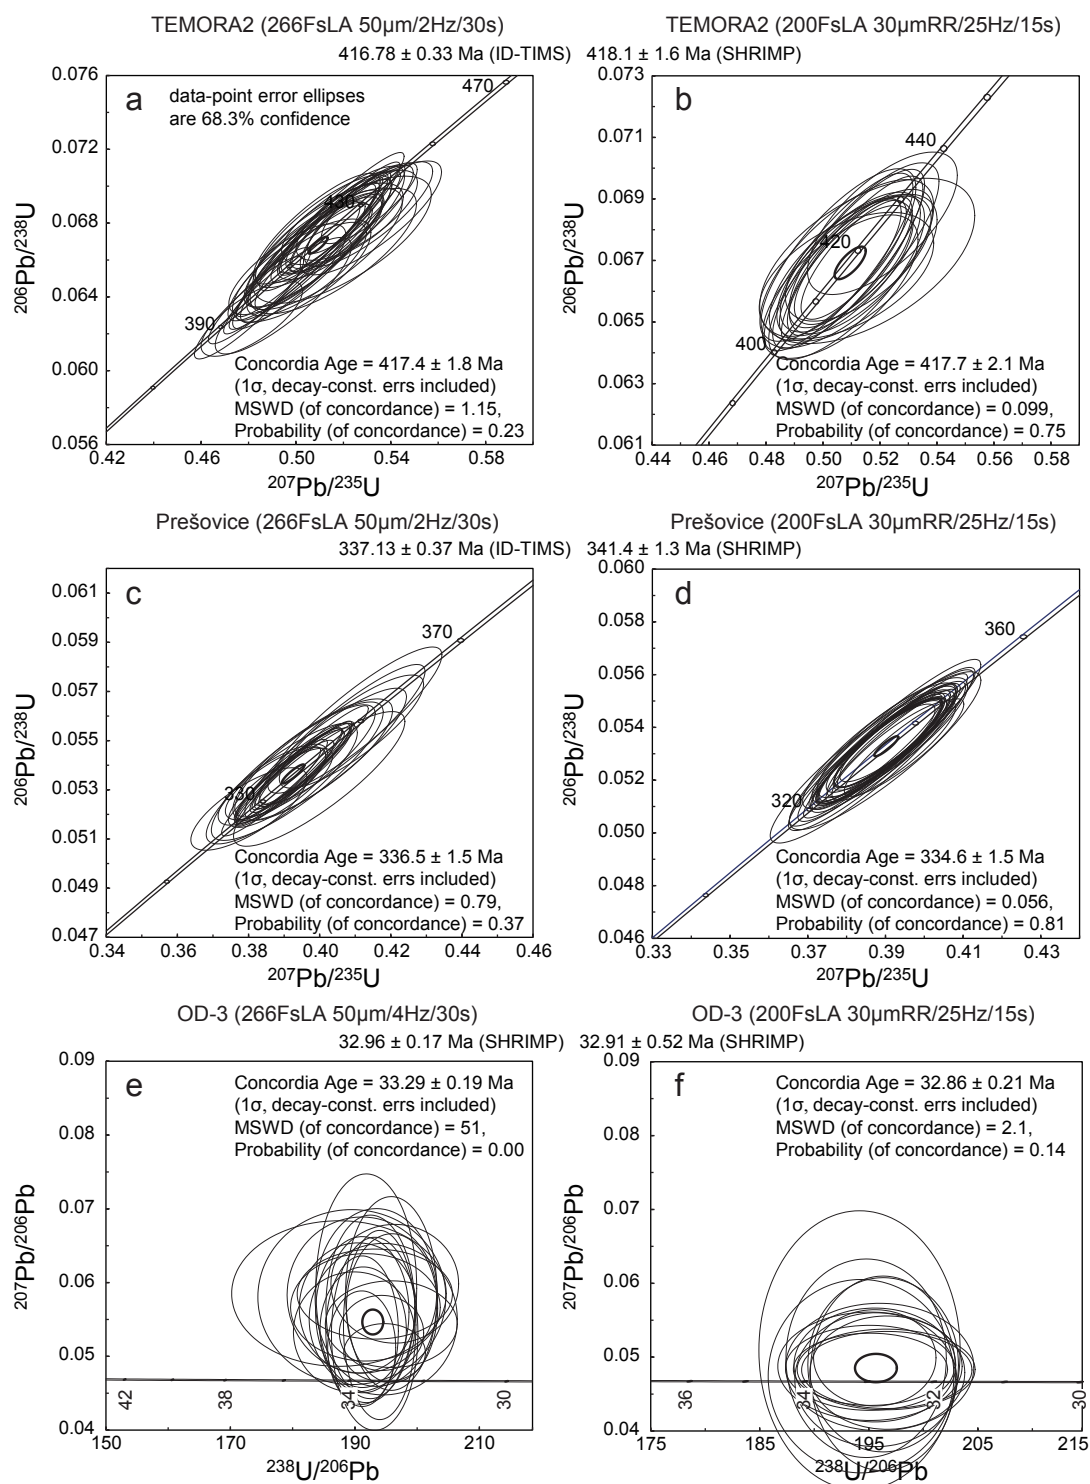 TEMORA2 (266FsLA 50µm/2Hz/30s)
TEMORA2 (200FsLA 30µmRR/25Hz/15s)
416.78 ± 0.33 Ma (ID-TIMS)
418.1 ± 1.6 Ma (SHRIMP)
a
data-point error ellipses
are 68.3% confidence
470
430
390
0.076
0.072
0.068
0.064
0.060
0.056
206Pb/238U
Concordia Age = 417.4 ± 1.8 Ma
(1σ, decay-const. errs included)
MSWD (of concordance) = 1.15,
Probability (of concordance) = 0.23
0.42 0.46 0.50 0.54 0.58
207Pb/235U
b
440
420
400
0.073
0.071
0.069
0.067
0.065
0.063
0.061
206Pb/238U
Concordia Age = 417.7 ± 2.1 Ma
(1σ, decay-const. errs included)
MSWD (of concordance) = 0.099,
Probability (of concordance) = 0.75
0.44 0.46 0.48 0.50 0.52 0.54 0.56 0.58
207Pb/235U
Prešovice (266FsLA 50µm/2Hz/30s)
Prešovice (200FsLA 30µmRR/25Hz/15s)
337.13 ± 0.37 Ma (ID-TIMS)
341.4 ± 1.3 Ma (SHRIMP)
c
370
330
0.061
0.059
0.057
0.055
0.053
0.051
0.049
0.047
206Pb/238U
Concordia Age = 336.5 ± 1.5 Ma
(1σ, decay-const. errs included)
MSWD (of concordance) = 0.79,
Probability (of concordance) = 0.37
0.34 0.36 0.38 0.40 0.42 0.44 0.46
207Pb/235U
d
360
320
0.060
0.058
0.056
0.054
0.052
0.050
0.048
0.046
206Pb/238U
Concordia Age = 334.6 ± 1.5 Ma
(1σ, decay-const. errs included)
MSWD (of concordance) = 0.056,
Probability (of concordance) = 0.81
0.33 0.35 0.37 0.39 0.41 0.43
207Pb/235U
OD-3 (266FsLA 50µm/4Hz/30s)
OD-3 (200FsLA 30µmRR/25Hz/15s)
32.96 ± 0.17 Ma (SHRIMP)
32.91 ± 0.52 Ma (SHRIMP)
e
Concordia Age = 33.29 ± 0.19 Ma
(1σ, decay-const. errs included)
MSWD (of concordance) = 51,
Probability (of concordance) = 0.00
0.09
0.08
0.07
0.06
0.05
0.04
207Pb/206Pb
42 38 34 30
150 170 190 210
238U/206Pb
f
Concordia Age = 32.86 ± 0.21 Ma
(1σ, decay-const. errs included)
MSWD (of concordance) = 2.1,
Probability (of concordance) = 0.14
0.09
0.08
0.07
0.06
0.05
0.04
207Pb/206Pb
36 34 32 30
175 185 195 205 215
238U/206Pb